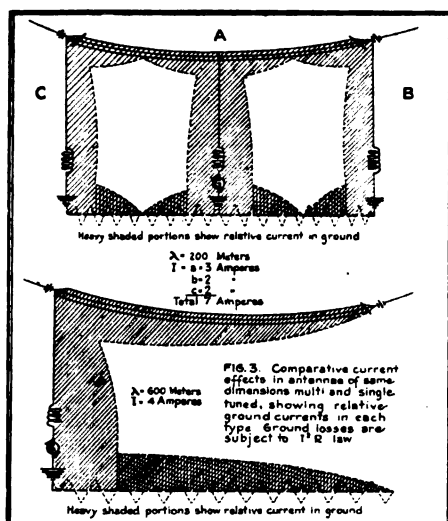 A
C
B
Heavy shaded portions show relative current in ground
λ = 200 Meters
I = a = 3 Amperes
b = 2 "
c = 2 "
Total 7 Amperes
FIG. 3. Comparative current
effects in antennae of same
dimensions multi and single
tuned, showing relative
ground currents in each
type Ground losses are
subject to I²R law
λ = 600 Meters
I = 4 Amperes
Heavy shaded portions show relative current in ground